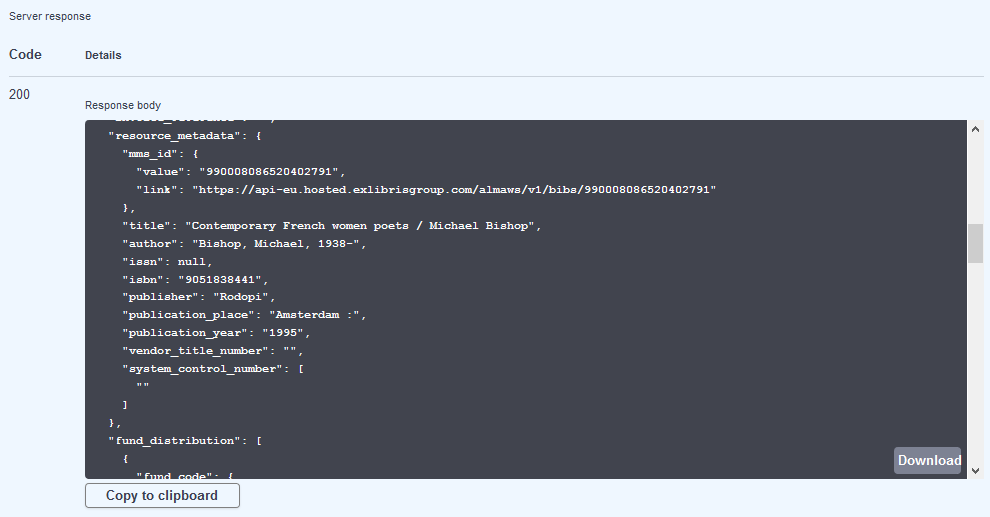 Server response
Code Details
200
Response body
"resource_metadata": {
"mms_id": {
"value": "990008086520402791",
"link": "https://api-eu.hosted.exlibrisgroup.com/almaws/v1/bibs/990008086520402791"
},
"title": "Contemporary French women poets / Michael Bishop",
"author": "Bishop, Michael, 1938-",
"issn": null,
"isbn": "9051838441",
"publisher": "Rodopi",
"publication_place": "Amsterdam :",
"publication_year": "1995",
"vendor_title_number": "",
"system_control_number": [
""
]
},
"fund_distribution": [
{
"fund_code": {
Download
Copy to clipboard